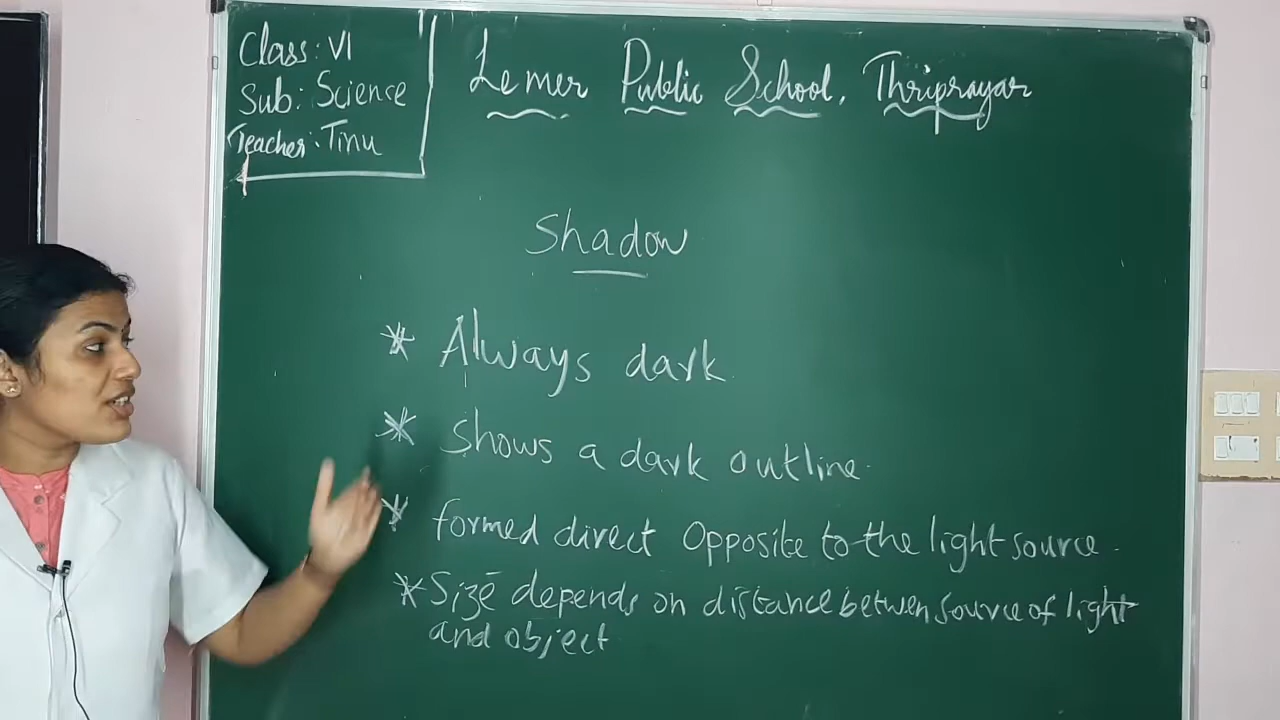 Class: VI
Sub: Science
Teacher: Tinu
Lemer Public School, Thriprayar
Shadow
* Always dark
* Shows a dark outline.
* formed direct opposite to the light source.
* Size depends on distance betwen source of light
and object